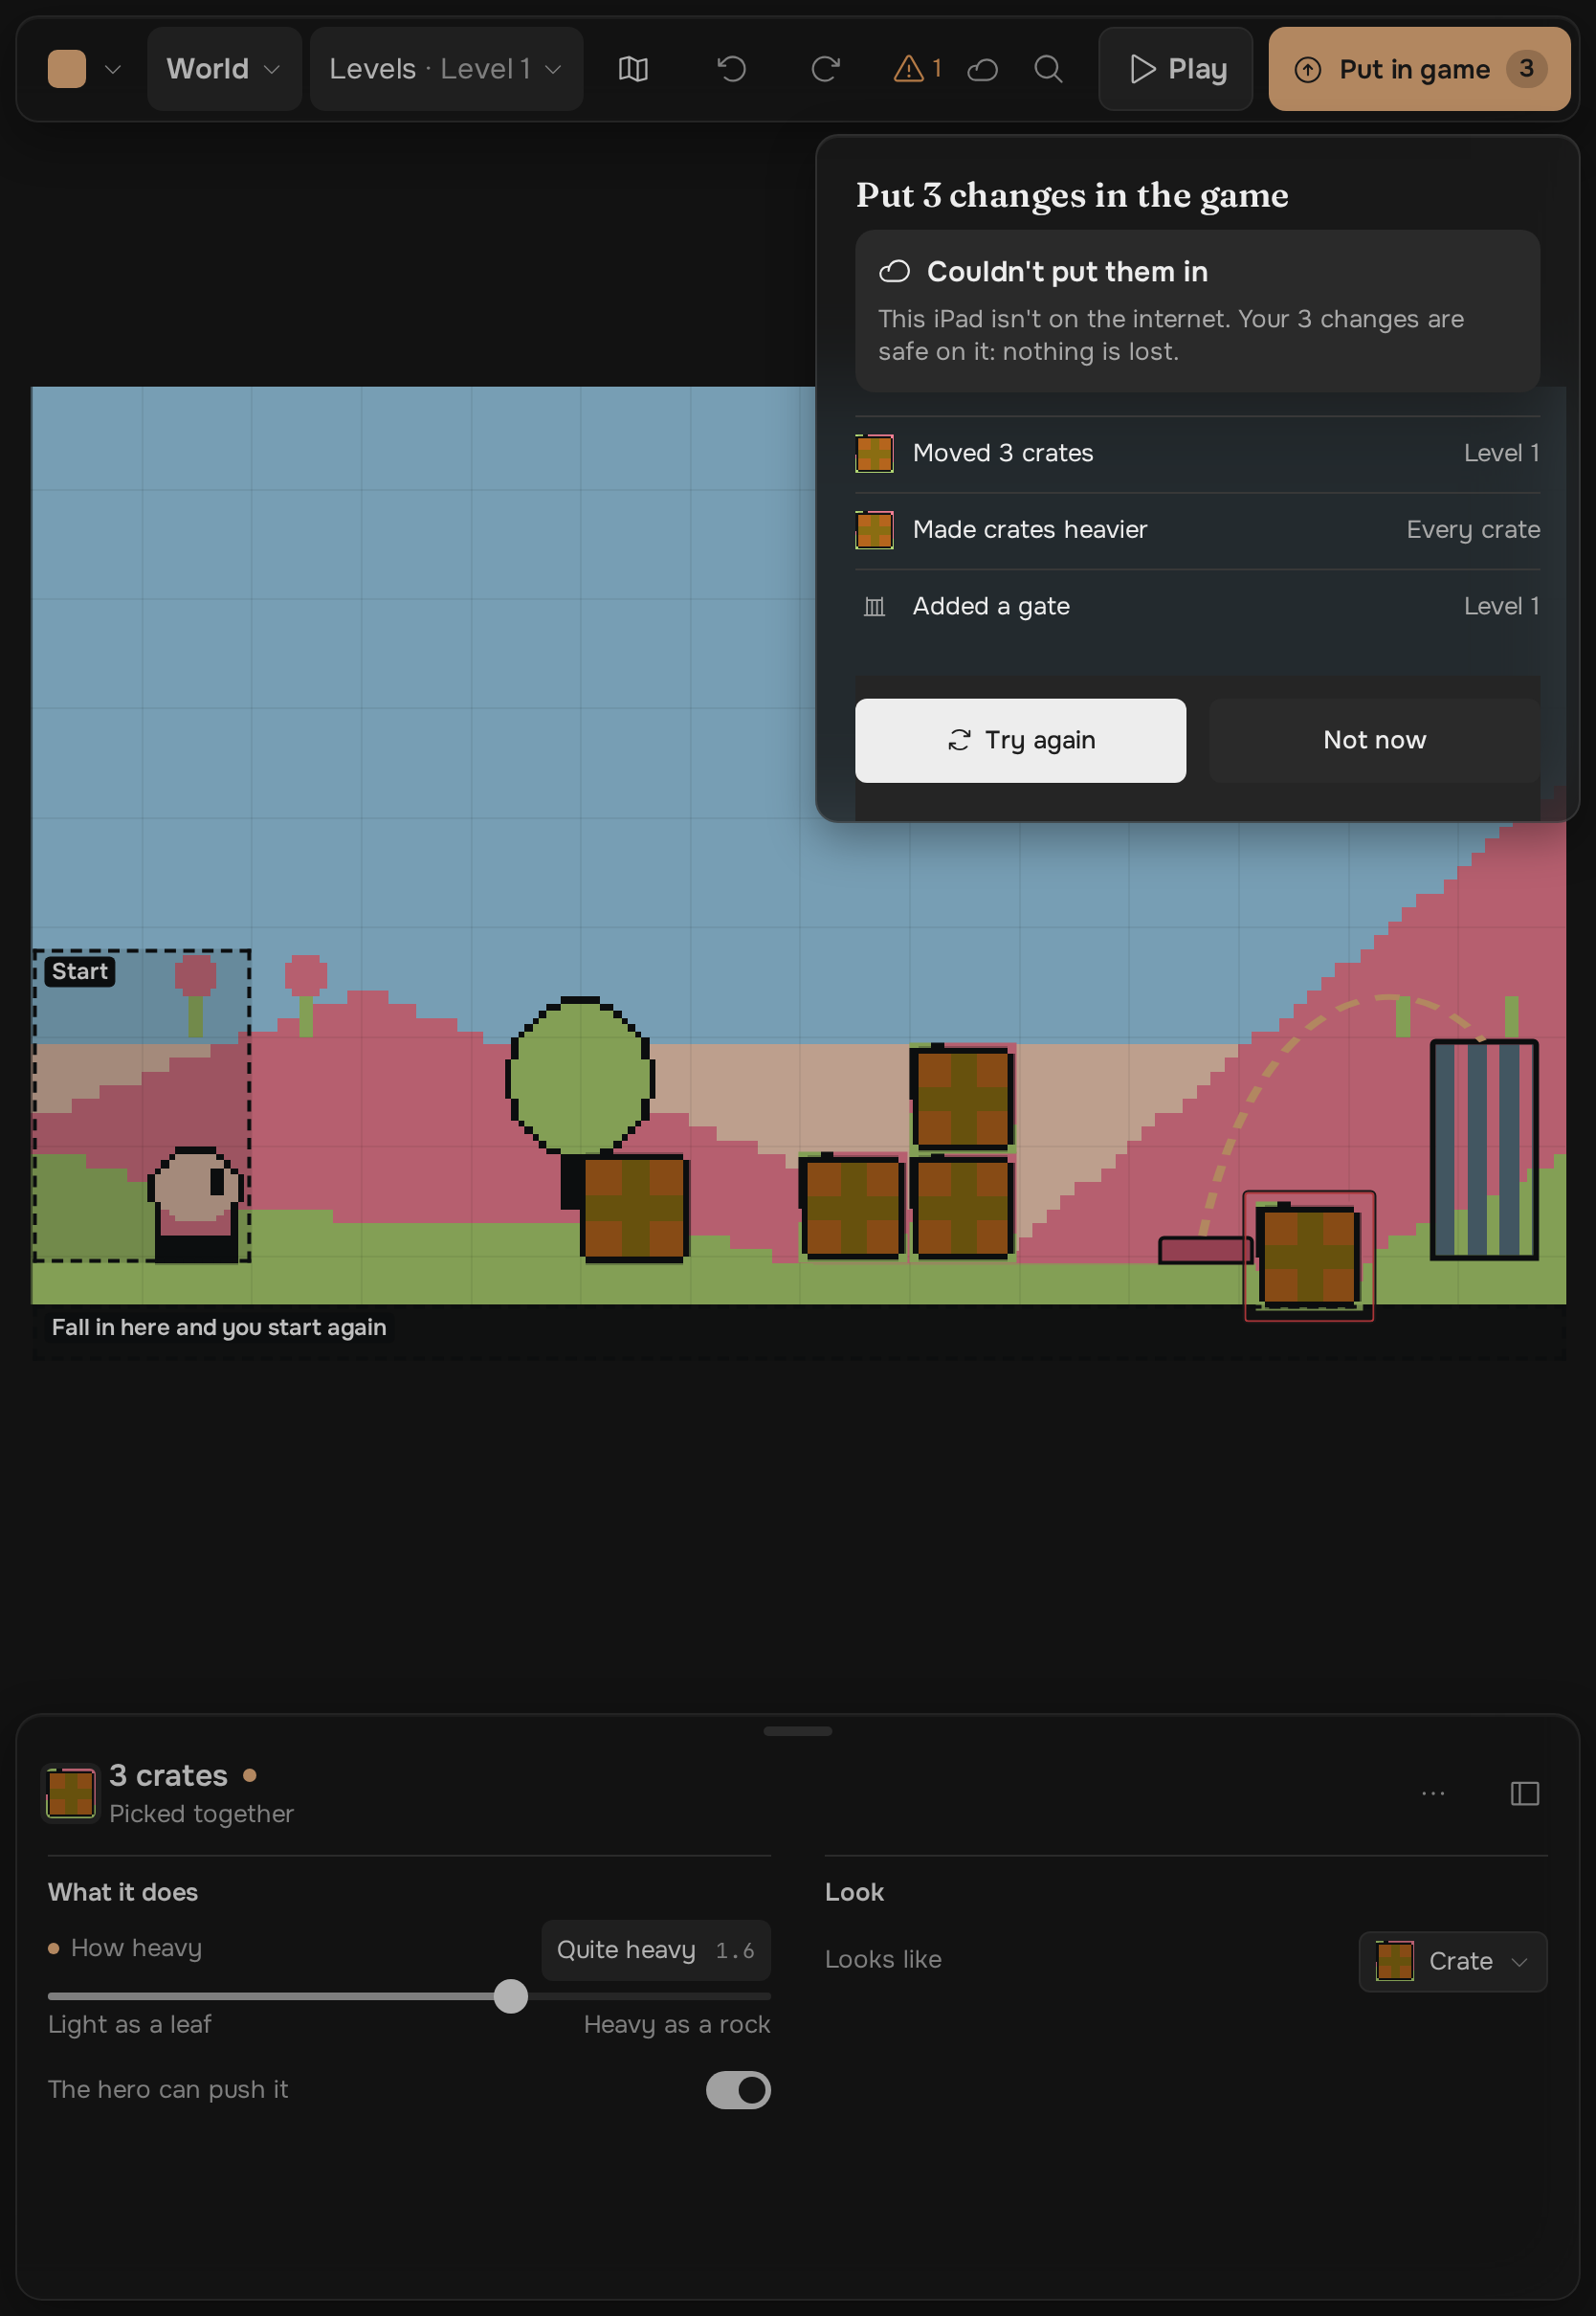 World
Levels · Level 1
1
Play
Put in game 3
Put 3 changes in the game
Couldn't put them in
This iPad isn't on the internet. Your 3 changes are
safe on it: nothing is lost.
Moved 3 crates
Level 1
Made crates heavier
Every crate
Added a gate
Level 1
Try again
Not now
Start
Fall in here and you start again
3 crates
Picked together
What it does
How heavy
Quite heavy 1.6
Light as a leaf
Heavy as a rock
The hero can push it
Look
Looks like
Crate